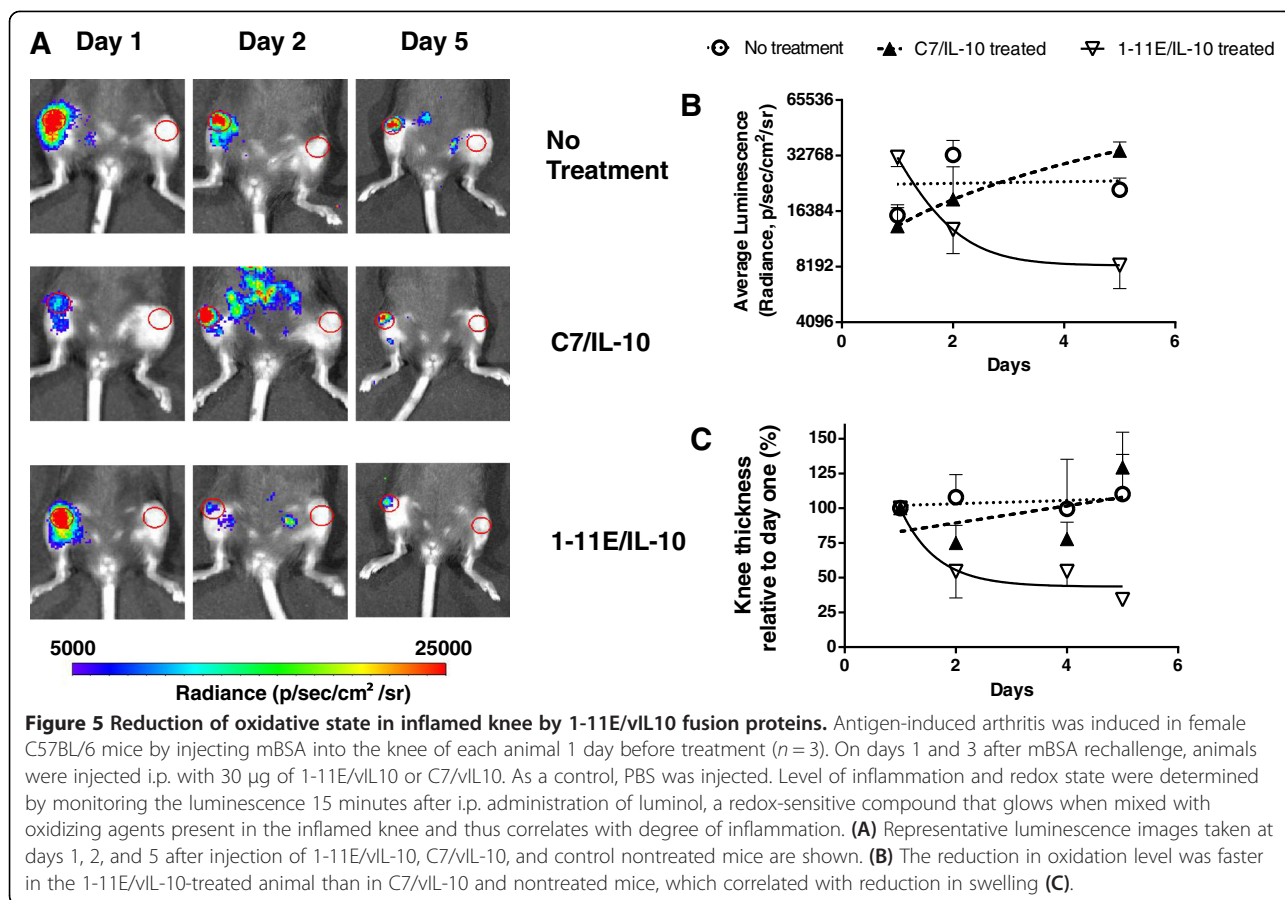 A Day 1 Day 2 Day 5
No treatment C7/IL-10 treated 1-11E/IL-10 treated
No
Treatment
C7/IL-10
1-11E/IL-10
5000 25000
Radiance (p/sec/cm² /sr)
B
Average Luminescence
(Radiance, p/sec/cm²/sr)
65536
32768
16384
8192
4096
0 2 4 6
Days
C
Knee thickness
relative to day one (%)
150
125
100
75
50
25
0
0 2 4 6
Days
Figure 5 Reduction of oxidative state in inflamed knee by 1-11E/vIL10 fusion proteins. Antigen-induced arthritis was induced in female
C57BL/6 mice by injecting mBSA into the knee of each animal 1 day before treatment (n = 3). On days 1 and 3 after mBSA rechallenge, animals
were injected i.p. with 30 μg of 1-11E/vIL10 or C7/vIL10. As a control, PBS was injected. Level of inflammation and redox state were determined
by monitoring the luminescence 15 minutes after i.p. administration of luminol, a redox-sensitive compound that glows when mixed with
oxidizing agents present in the inflamed knee and thus correlates with degree of inflammation. (A) Representative luminescence images taken at
days 1, 2, and 5 after injection of 1-11E/vIL-10, C7/vIL-10, and control nontreated mice are shown. (B) The reduction in oxidation level was faster
in the 1-11E/vIL-10-treated animal than in C7/vIL-10 and nontreated mice, which correlated with reduction in swelling (C).